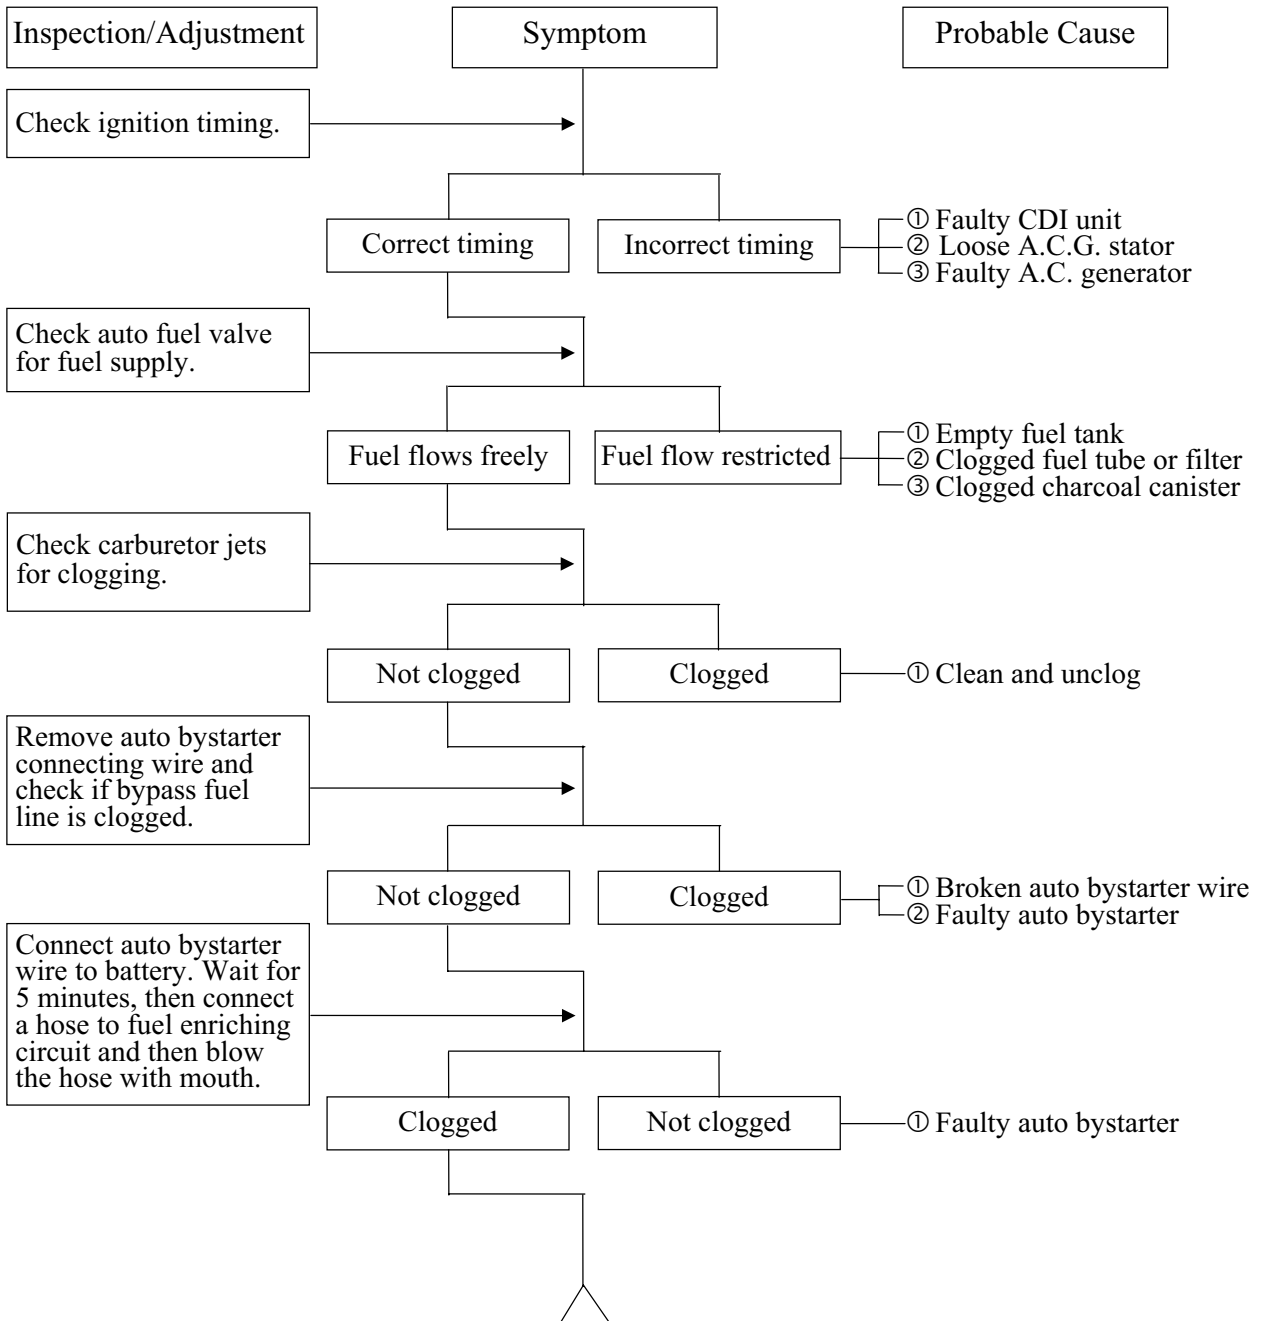 Inspection/Adjustment
Symptom
Probable Cause
Check ignition timing.
Correct timing
Incorrect timing
① Faulty CDI unit
② Loose A.C.G. stator
③ Faulty A.C. generator
Check auto fuel valve
for fuel supply.
Fuel flows freely
Fuel flow restricted
① Empty fuel tank
② Clogged fuel tube or filter
③ Clogged charcoal canister
Check carburetor jets
for clogging.
Not clogged
Clogged
① Clean and unclog
Remove auto bystarter
connecting wire and
check if bypass fuel
line is clogged.
Not clogged
Clogged
① Broken auto bystarter wire
② Faulty auto bystarter
Connect auto bystarter
wire to battery. Wait for
5 minutes, then connect
a hose to fuel enriching
circuit and then blow
the hose with mouth.
Clogged
Not clogged
① Faulty auto bystarter